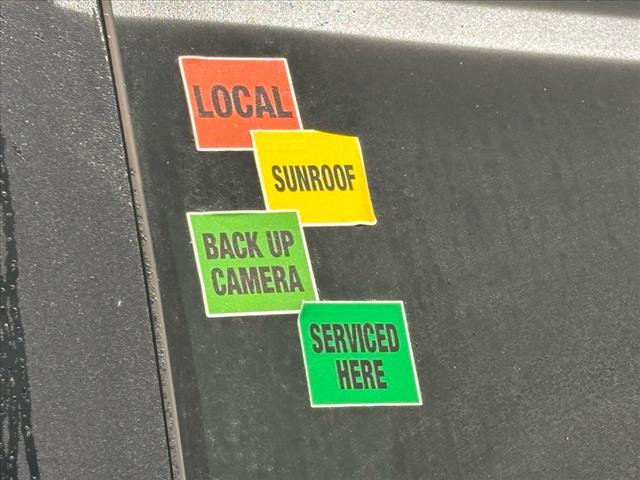 LOCAL
SUNROOF
BACK UP
CAMERA
SERVICED
HERE